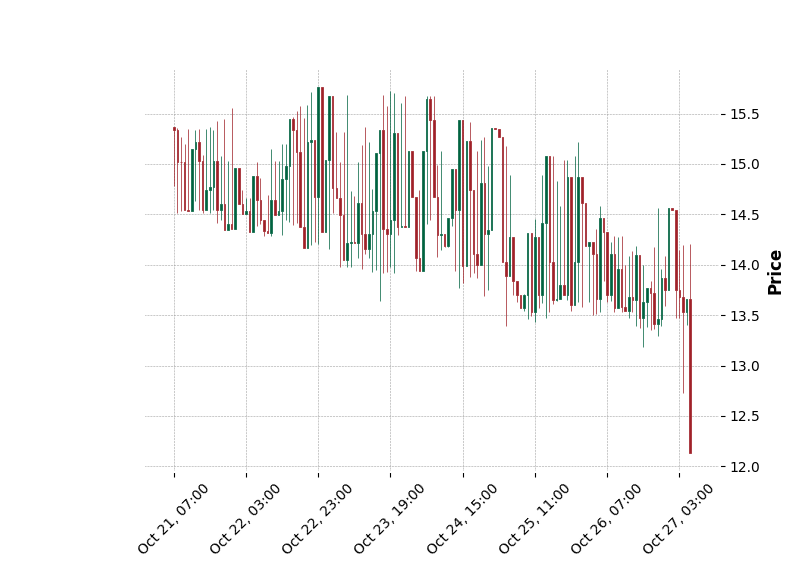 15.5
15.0
14.5
14.0
13.5
13.0
12.5
12.0
Price
Oct 21, 07:00
Oct 22, 03:00
Oct 22, 23:00
Oct 23, 19:00
Oct 24, 15:00
Oct 25, 11:00
Oct 26, 07:00
Oct 27, 03:00